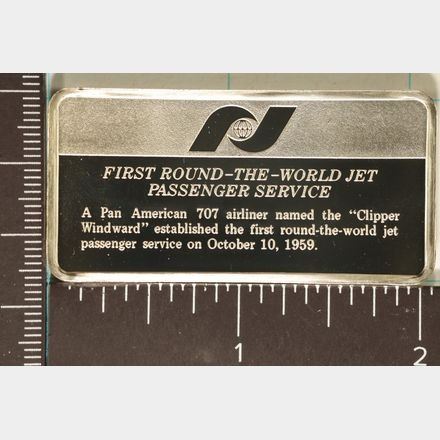 FIRST ROUND-THE-WORLD JET
PASSENGER SERVICE
A Pan American 707 airliner named the "Clipper
Windward" established the first round-the-world jet
passenger service on October 10, 1959.
1
2